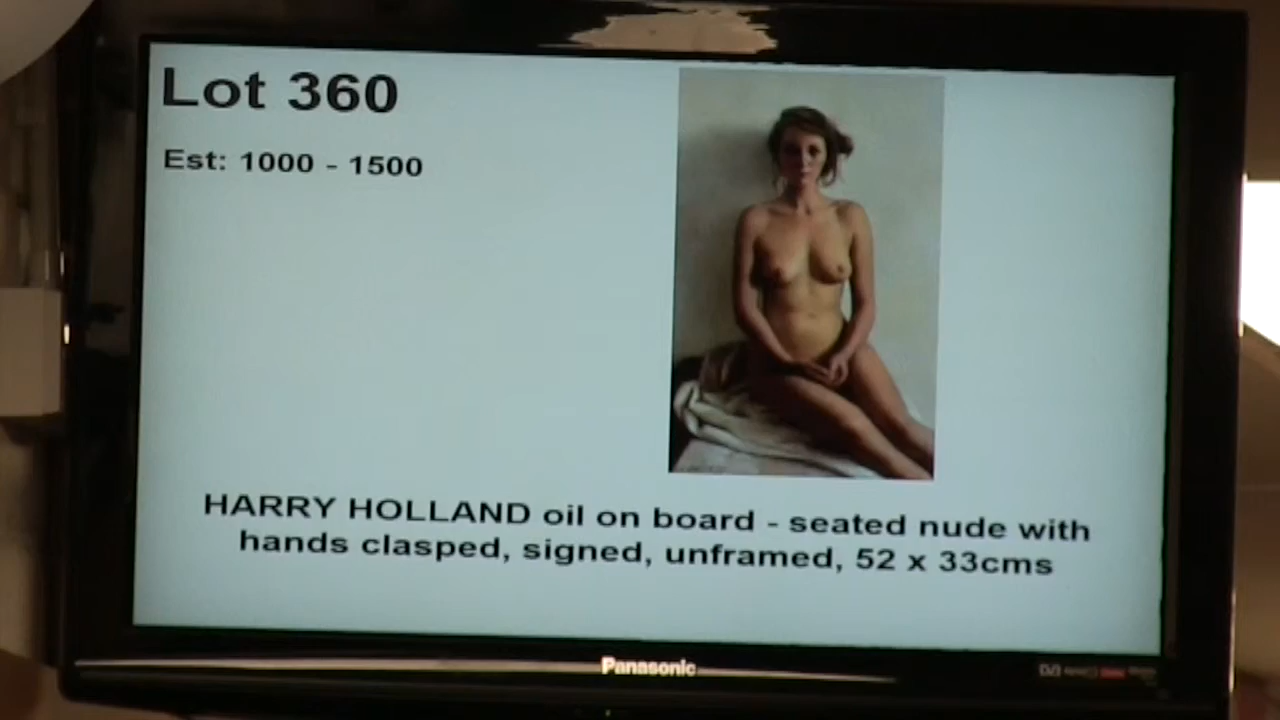 Lot 360
Est: 1000 - 1500
HARRY HOLLAND oil on board - seated nude with
hands clasped, signed, unframed, 52 x 33cms
Panasonic